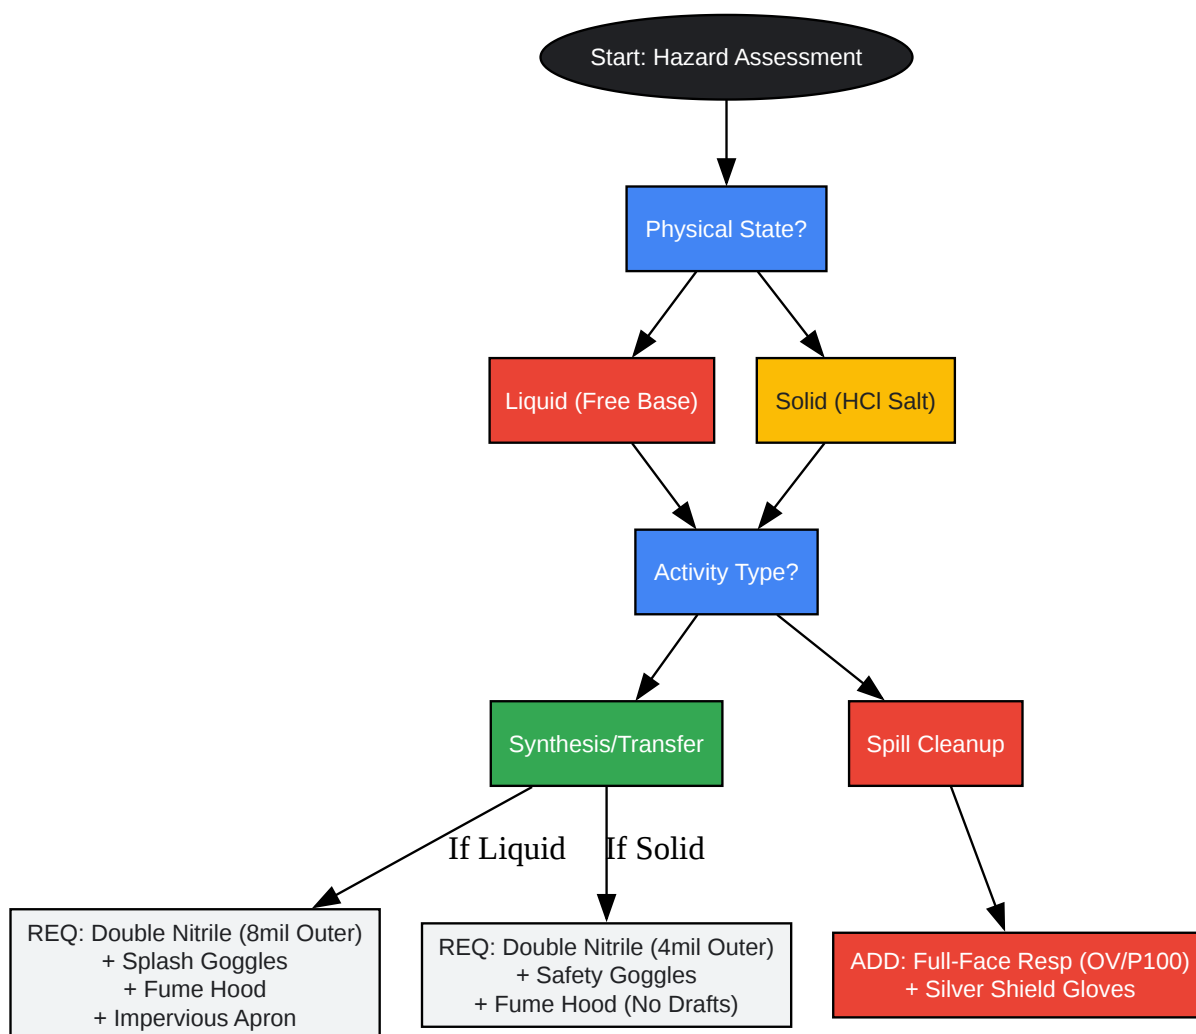 Start: Hazard Assessment
Physical State?
Liquid (Free Base)
Solid (HCl Salt)
Activity Type?
Synthesis/Transfer
Spill Cleanup
If Liquid
If Solid
REQ: Double Nitrile (8mil Outer)
+ Splash Goggles
+ Fume Hood
+ Impervious Apron
REQ: Double Nitrile (4mil Outer)
+ Safety Goggles
+ Fume Hood (No Drafts)
ADD: Full-Face Resp (OV/P100)
+ Silver Shield Gloves